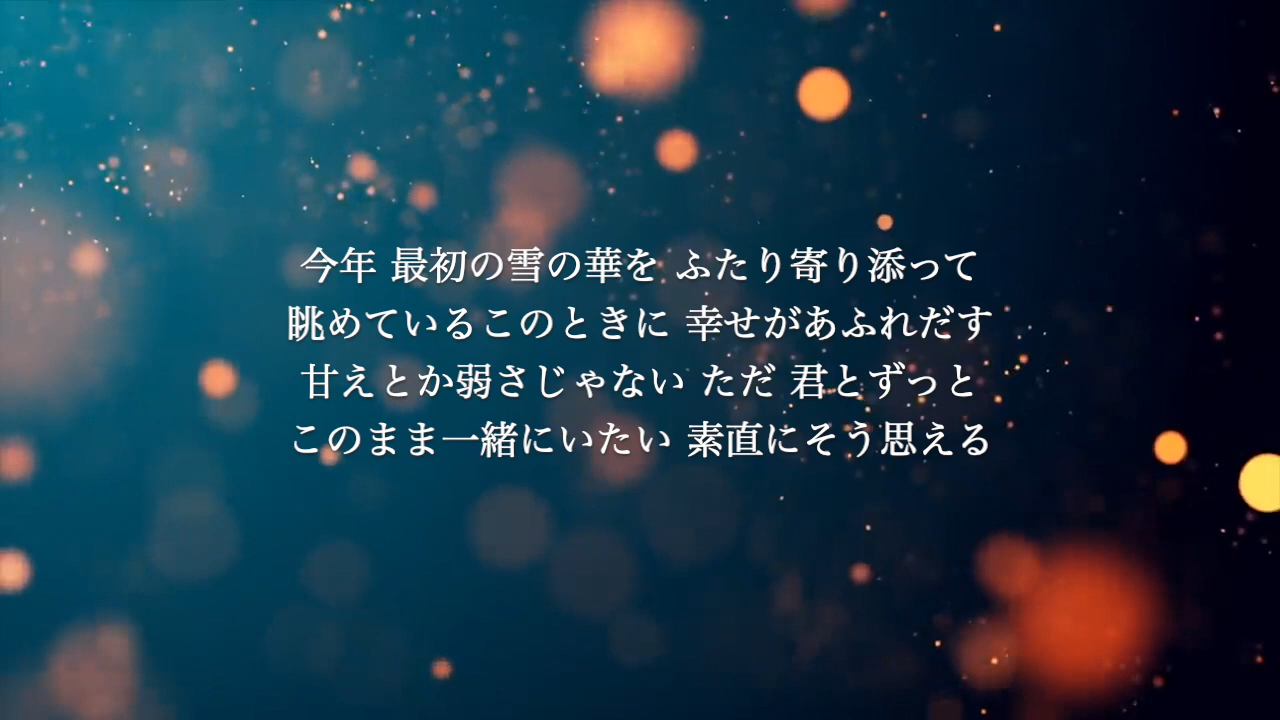 今年 最初の雪の華を ふたり寄り添って
眺めているこのときに 幸せがあふれだす
甘えとか弱さじゃない ただ 君とずっと
このまま一緒にいたい 素直にそう思える